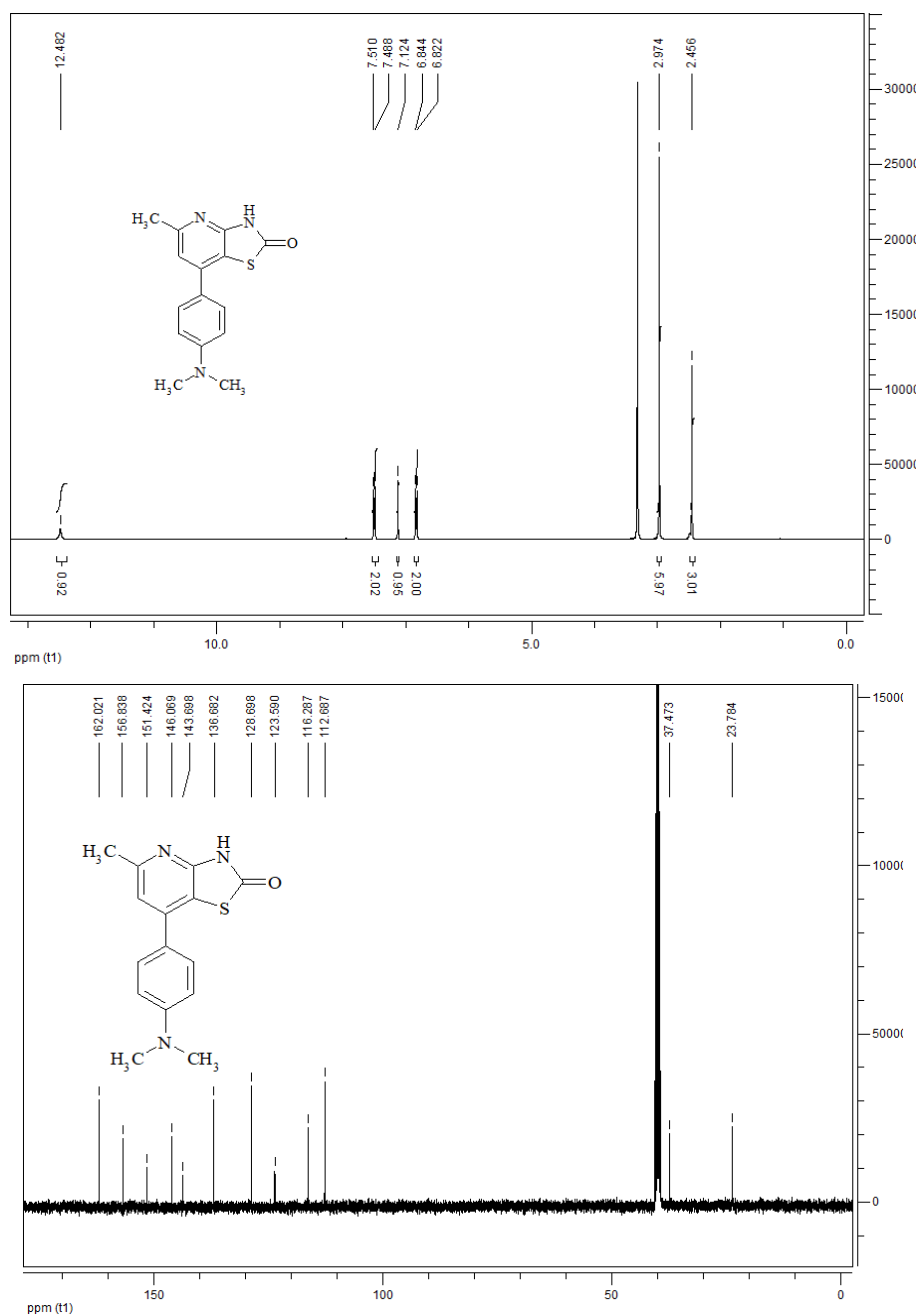 12.482
7.510
7.488
7.124
6.844
6.822
2.974
2.456
30000
25000
20000
15000
10000
50000
0
H
H₃C
N
N
O
S
N
H₃C
CH₃
0.92
2.02
0.95
2.00
5.97
3.01
10.0
5.0
0.0
ppm (t1)
162.021
156.838
151.424
146.069
143.698
136.682
128.698
123.590
116.287
112.687
37.473
23.784
15000
10000
50000
0
H
H₃C
N
N
O
S
N
H₃C
CH₃
150
100
50
0
ppm (t1)